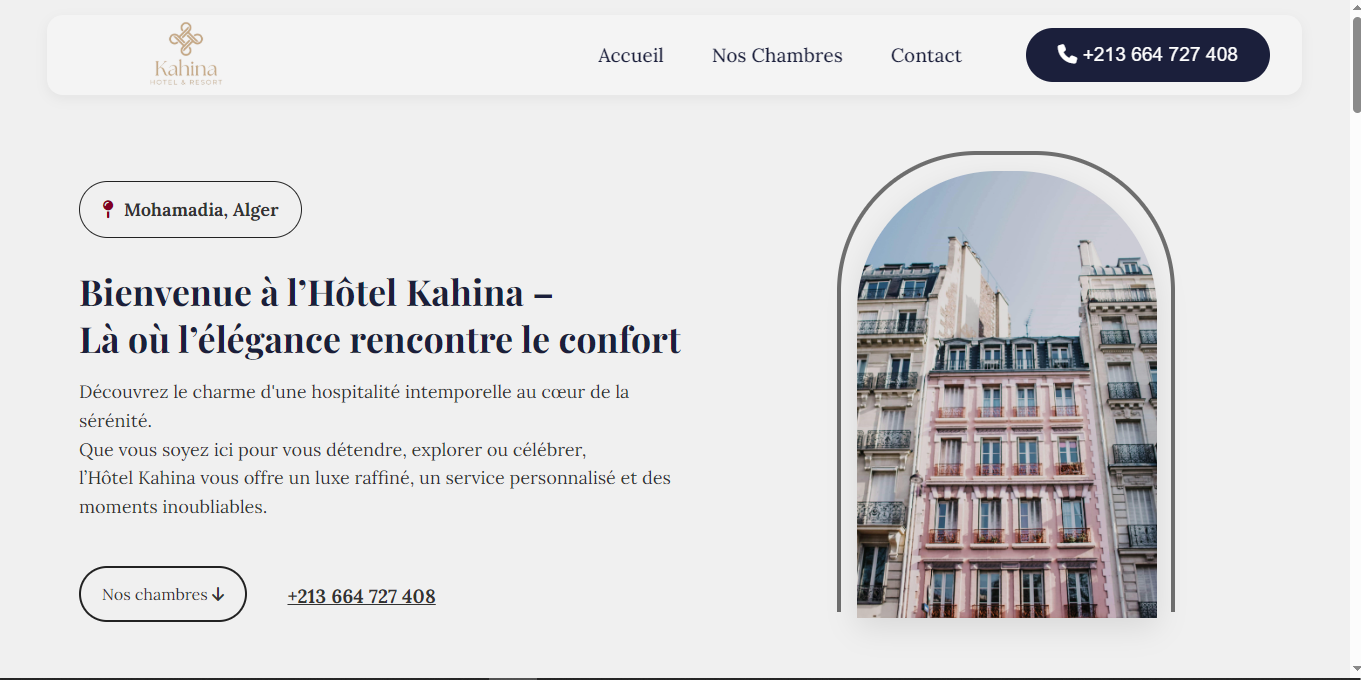 Kahina
HOTEL & RESORT
Accueil
Nos Chambres
Contact
+213 664 727 408
Mohamadia, Alger
Bienvenue à l’Hôtel Kahina –
Là où l’élégance rencontre le confort
Découvrez le charme d'une hospitalité intemporelle au cœur de la
sérénité.
Que vous soyez ici pour vous détendre, explorer ou célébrer,
l’Hôtel Kahina vous offre un luxe raffiné, un service personnalisé et des
moments inoubliables.
Nos chambres
+213 664 727 408